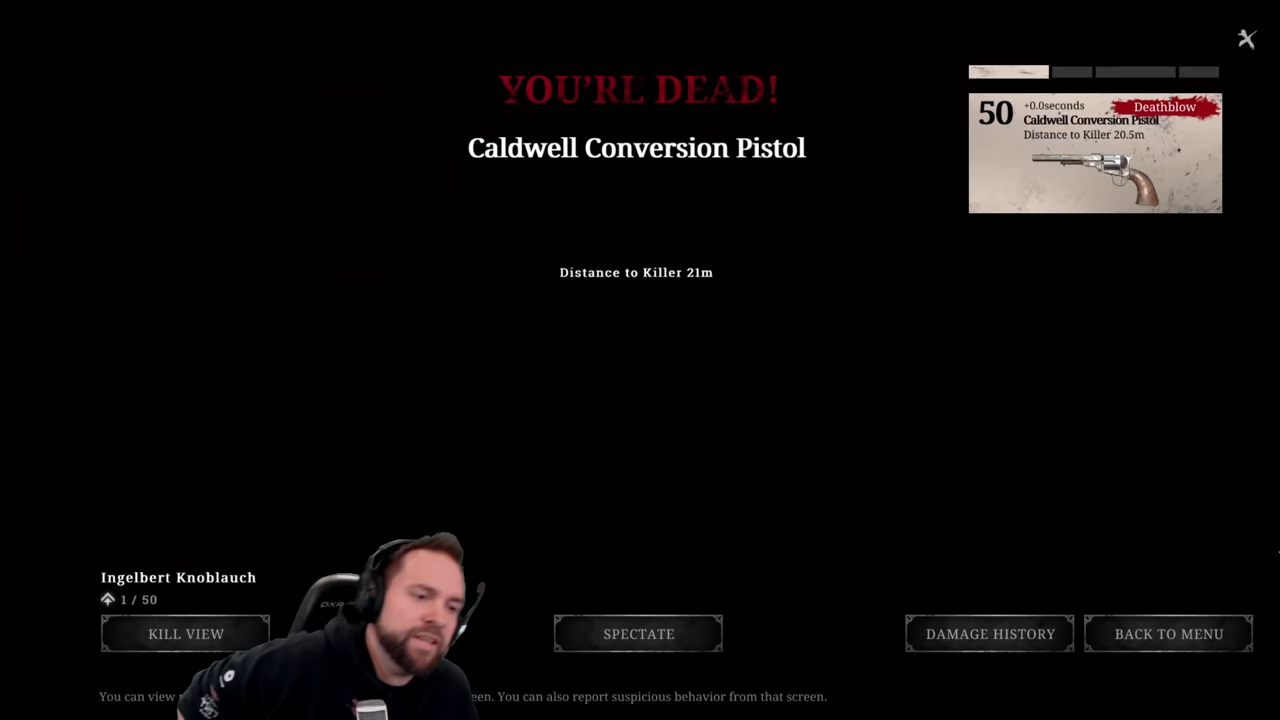 YOU'RE DEAD!
Caldwell Conversion Pistol
50
+0.0seconds
Deathblow
Caldwell Conversion Pistol
Distance to Killer 20.5m
Distance to Killer 21m
Ingelbert Knoblauch
1 / 50
KILL VIEW
SPECTATE
DAMAGE HISTORY
BACK TO MENU
You can view een. You can also report suspicious behavior from that screen.